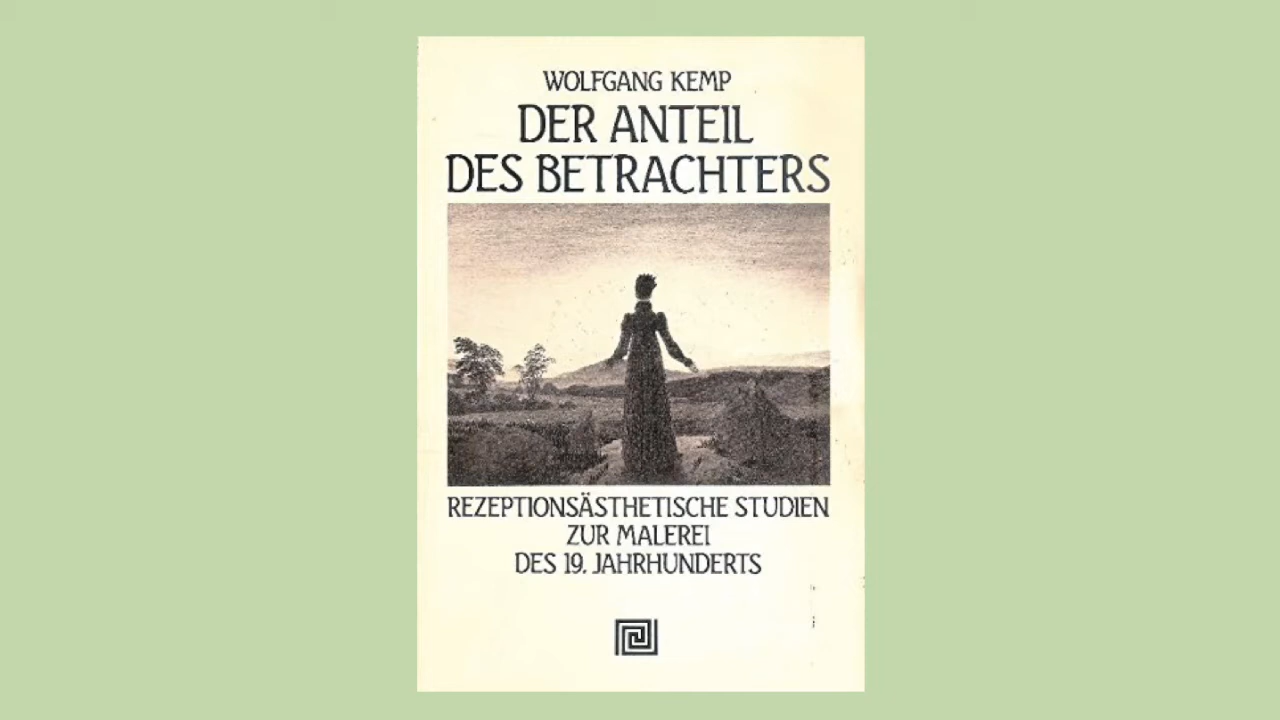 WOLFGANG KEMP
DER ANTEIL
DES BETRACHTERS
REZEPTIONSÄSTHETISCHE STUDIEN
ZUR MALEREI
DES 19. JAHRHUNDERTS